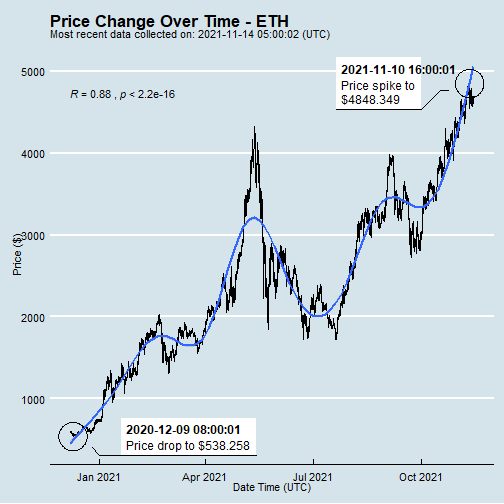 Price Change Over Time - ETH
Most recent data collected on: 2021-11-14 05:00:02 (UTC)
2021-11-10 16:00:01
Price spike to
$4848.349
R = 0.88 , p < 2.2e-16
5000
4000
3000
2000
1000
Price ($)
2020-12-09 08:00:01
Price drop to $538.258
Jan 2021
Apr 2021
Jul 2021
Oct 2021
Date Time (UTC)